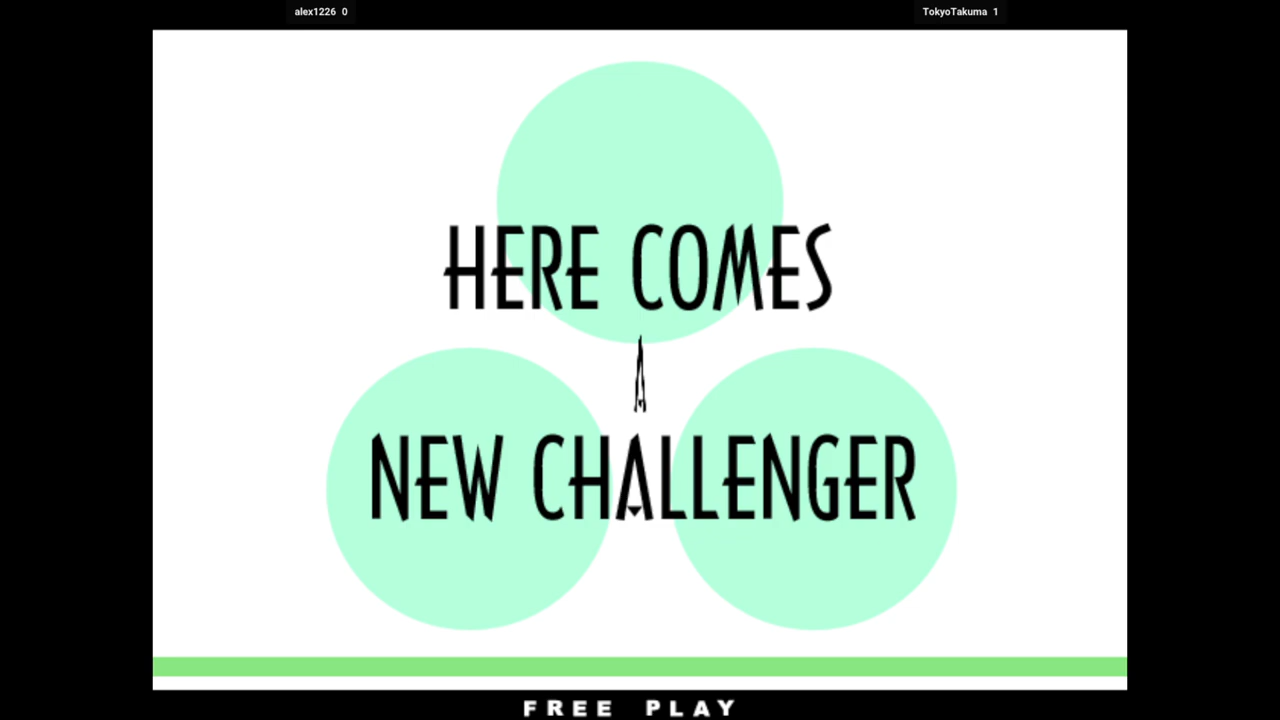 alex1226 0
TokyoTakuma 1
HERE COMES
A
NEW CHALLENGER
FREE PLAY